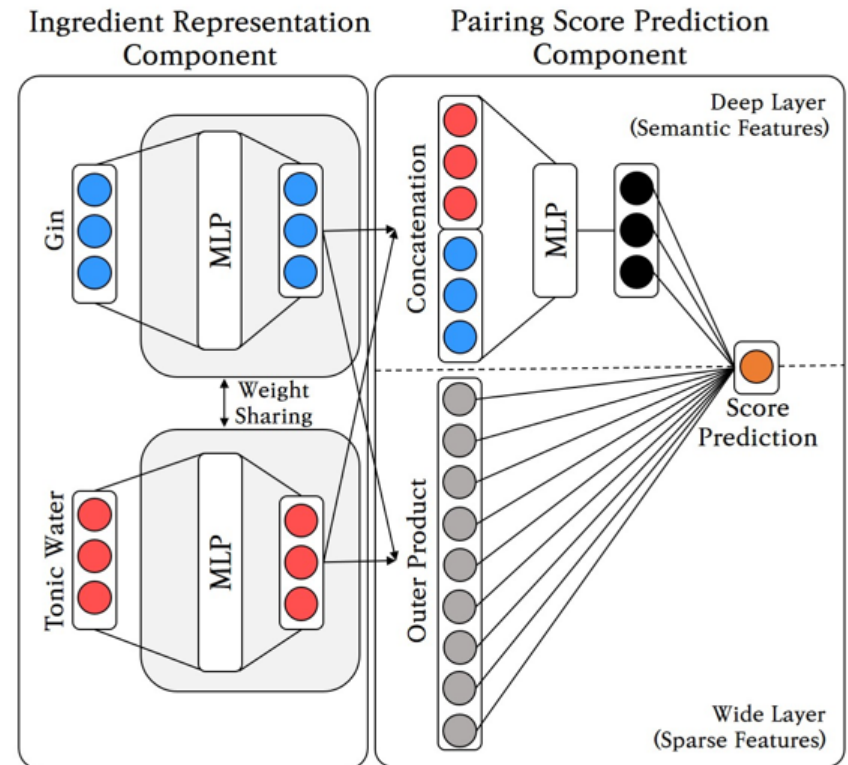 Ingredient Representation
Component
Pairing Score Prediction
Component
Gin
MLP
Weight
Sharing
Tonic Water
MLP
Deep Layer
(Semantic Features)
Concatenation
MLP
Score
Prediction
Outer Product
Wide Layer
(Sparse Features)